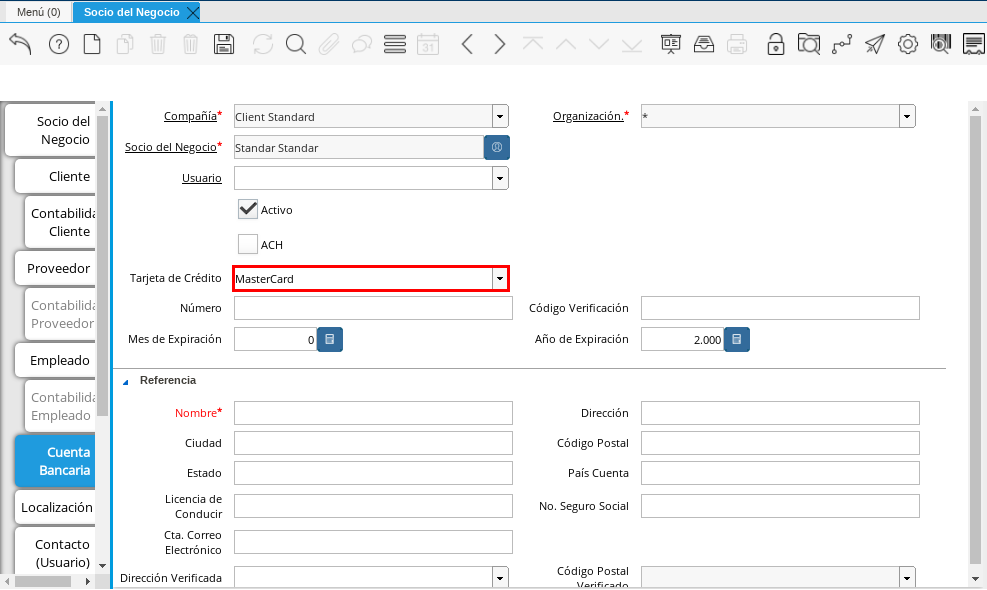 Menú (0)
Socio del Negocio
31
Socio del
Negocio
Cliente
Contabilida
Cliente
Proveedor
Contabilida
Proveedor
Empleado
Contabilida
Empleado
Cuenta
Bancaria
Localización
Contacto
(Usuario)
Compañía* Client Standard Organización.* *
Socio del Negocio* Standar Standar
Usuario
Activo
ACH
Tarjeta de Crédito MasterCard
Número Código Verificación
Mes de Expiración 0 Año de Expiración 2.000
Referencia
Nombre* Dirección
Ciudad Código Postal
Estado País Cuenta
Licencia de
Conducir No. Seguro Social
Cta. Correo
Electrónico
Dirección Verificada Código Postal
Verificado